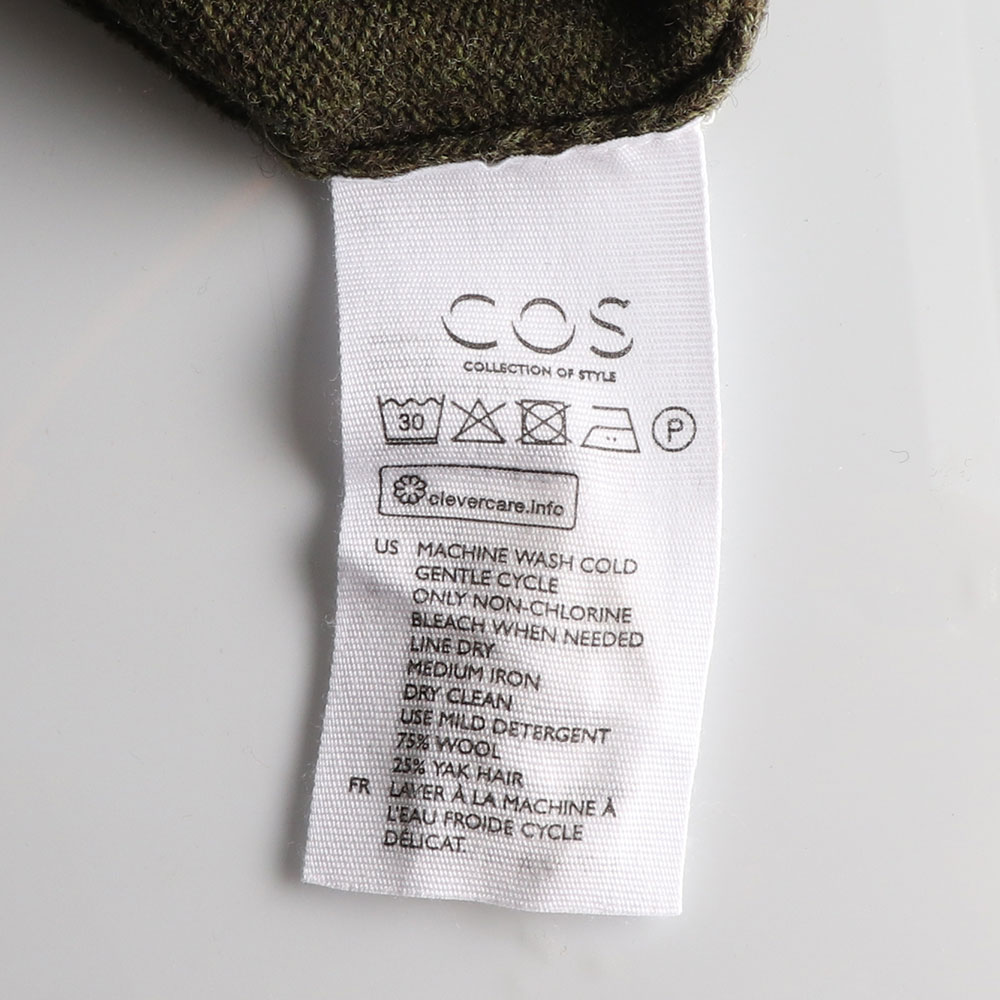 COS
COLLECTION OF STYLE
30 P
clevercare.info
US MACHINE WASH COLD
GENTLE CYCLE
ONLY NON-CHLORINE
BLEACH WHEN NEEDED
LINE DRY
MEDIUM IRON
DRY CLEAN
USE MILD DETERGENT
75% WOOL
25% YAK HAIR
FR LAVER À LA MACHINE À
L'EAU FROIDE CYCLE
DÉLICAT.